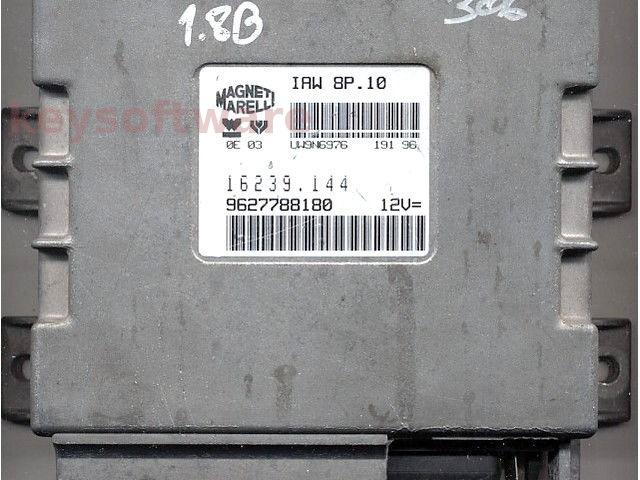 1.8B
306
IAW 8P.10
MAGNETI
MARELLI
keysoftware
0E 03 UW9N6976 191 96
16239.144
9627788180 12V=